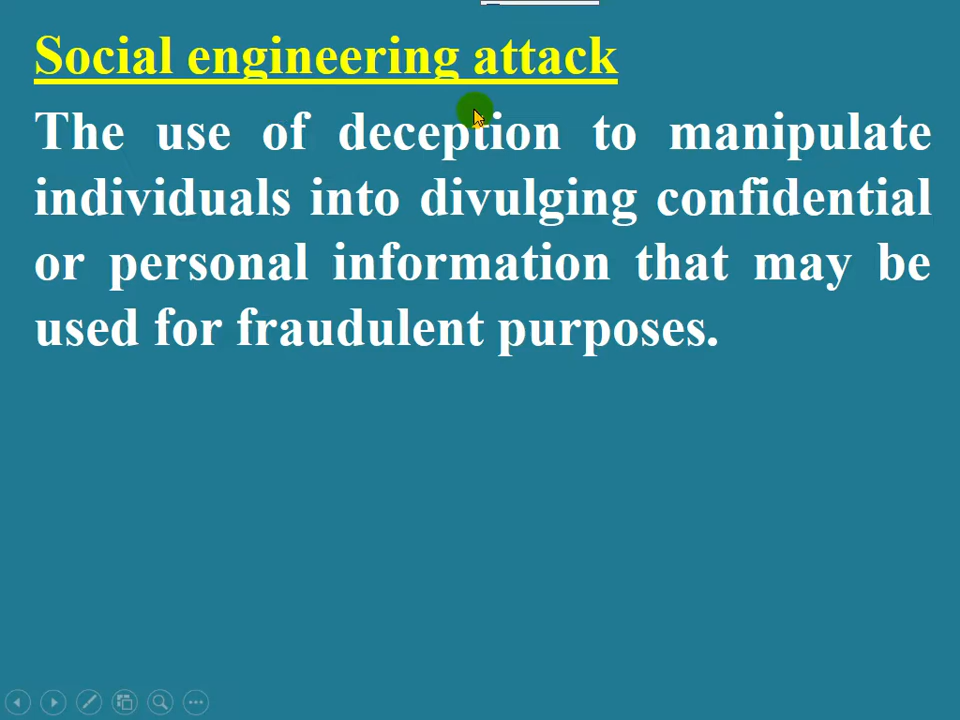 Social engineering attack
The use of deception to manipulate
individuals into divulging confidential
or personal information that may be
used for fraudulent purposes.